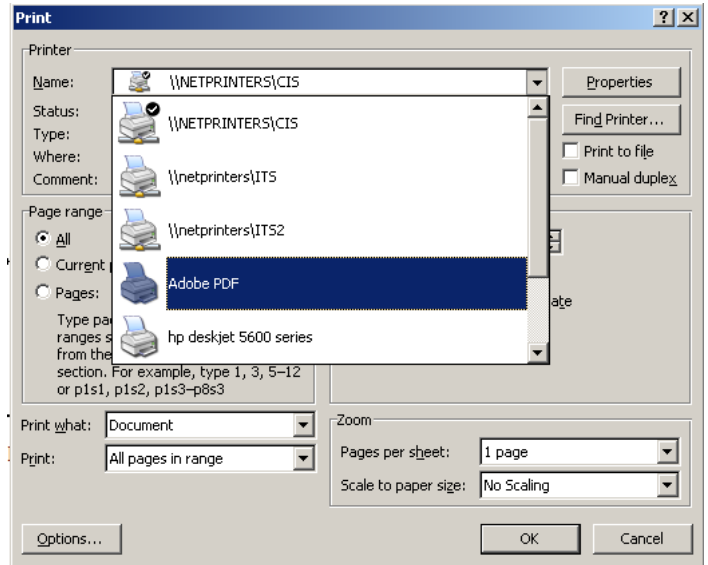 Print
Printer
Name: \\NETPRINTERS\CIS Properties
Status: \\NETPRINTERS\CIS Find Printer...
Type:
Where: \\netprinters\ITS Print to file
Comment: Manual duplex
Page range \\netprinters\ITS2
All
Current
Pages: Adobe PDF
Type
ranges hp deskjet 5600 series
from the
section. For example, type 1, 3, 5–12
or p1s1, p1s2, p1s3–p8s3
Print what: Document Zoom
Print: All pages in range Pages per sheet: 1 page
Scale to paper size: No Scaling
Options... OK Cancel